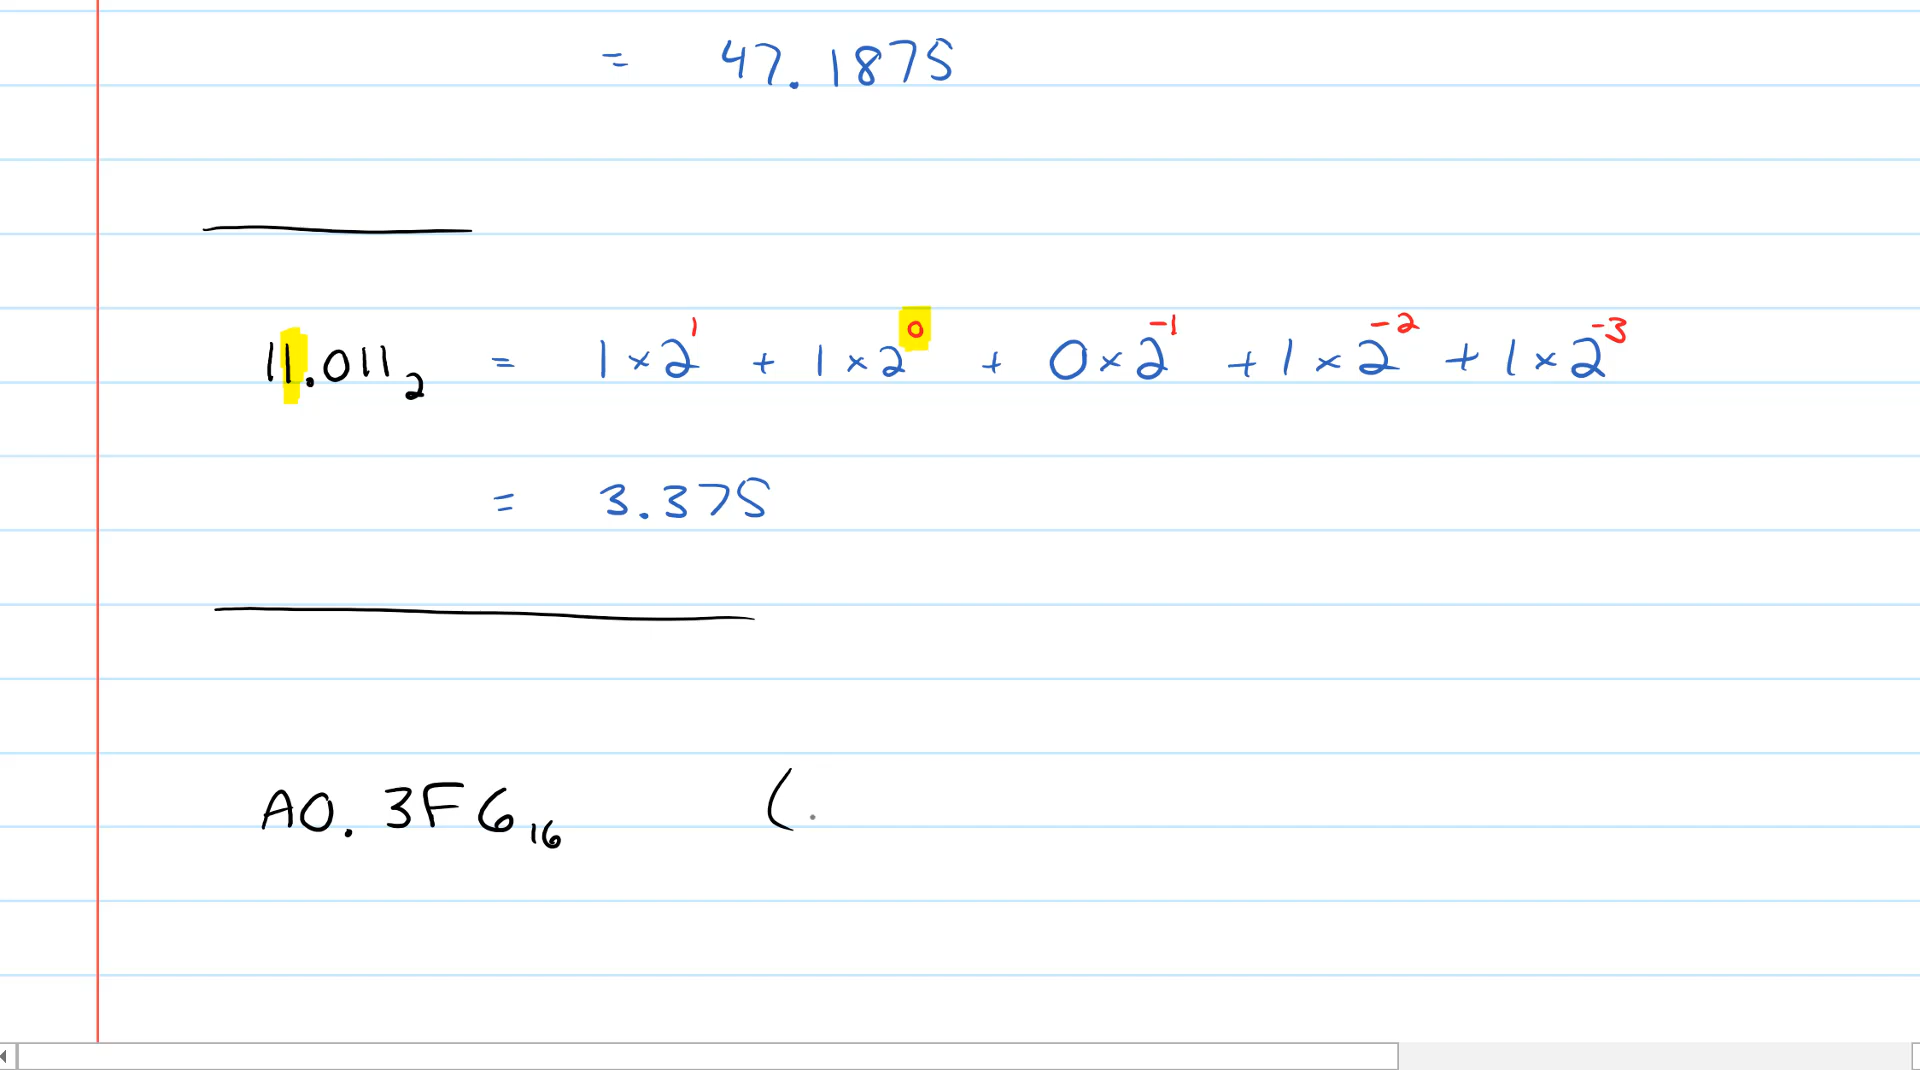 = 47.1875
11.011₂ = 1 × 2¹ + 1 × 2⁰ + 0 × 2⁻¹ + 1 × 2⁻² + 1 × 2⁻³
= 3.375
A0.3F6₁₆ (